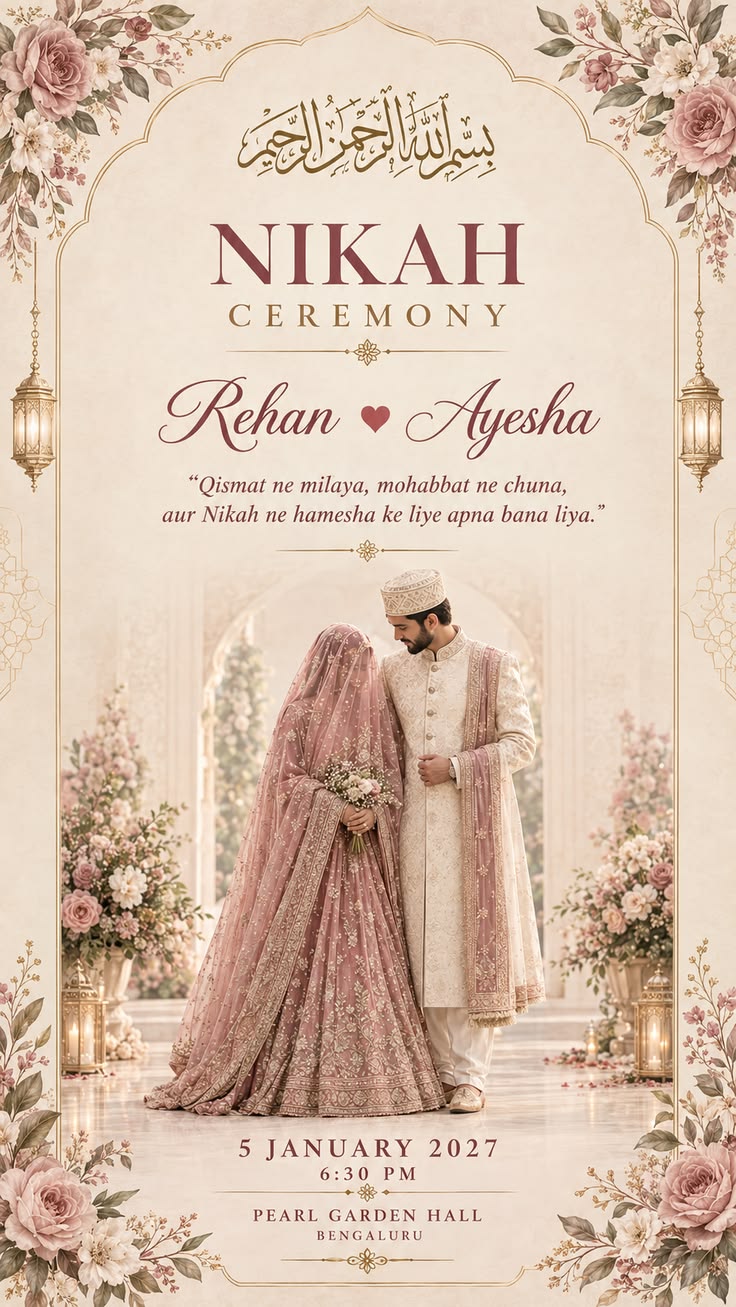 بسم الله الرحمن الرحيم
NIKAH
CEREMONY
Rehan ♥ Ayesha
“Qismat ne milaya, mohabbat ne chuna,
aur Nikah ne hamesha ke liye apna bana liya.”
5 JANUARY 2027
6:30 PM
PEARL GARDEN HALL
BENGALURU